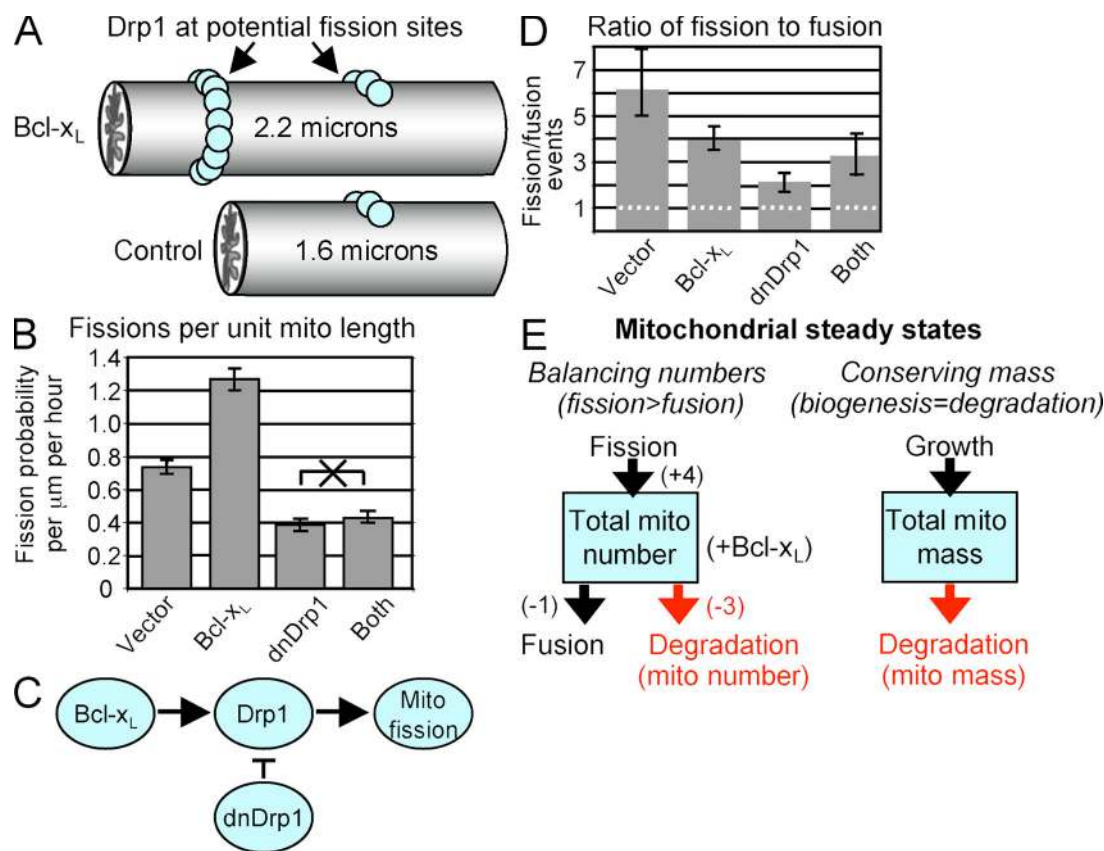 A
Drp1 at potential fission sites
Bcl-xL
2.2 microns
Control
1.6 microns
B
Fissions per unit mito length
Fission probability
per μm per hour
1.4
1.2
1.0
0.8
0.6
0.4
0.2
0
Vector
Bcl-xL
dnDrp1
Both
C
Bcl-xL
Drp1
Mito
fission
dnDrp1
D
Ratio of fission to fusion
Fission/fusion
events
7
5
3
1
Vector
Bcl-xL
dnDrp1
Both
E
Mitochondrial steady states
Balancing numbers
(fission>fusion)
Fission
(+4)
Total mito
number
(+Bcl-xL)
(-1)
(-3)
Fusion
Degradation
(mito number)
Conserving mass
(biogenesis=degradation)
Growth
Total mito
mass
Degradation
(mito mass)